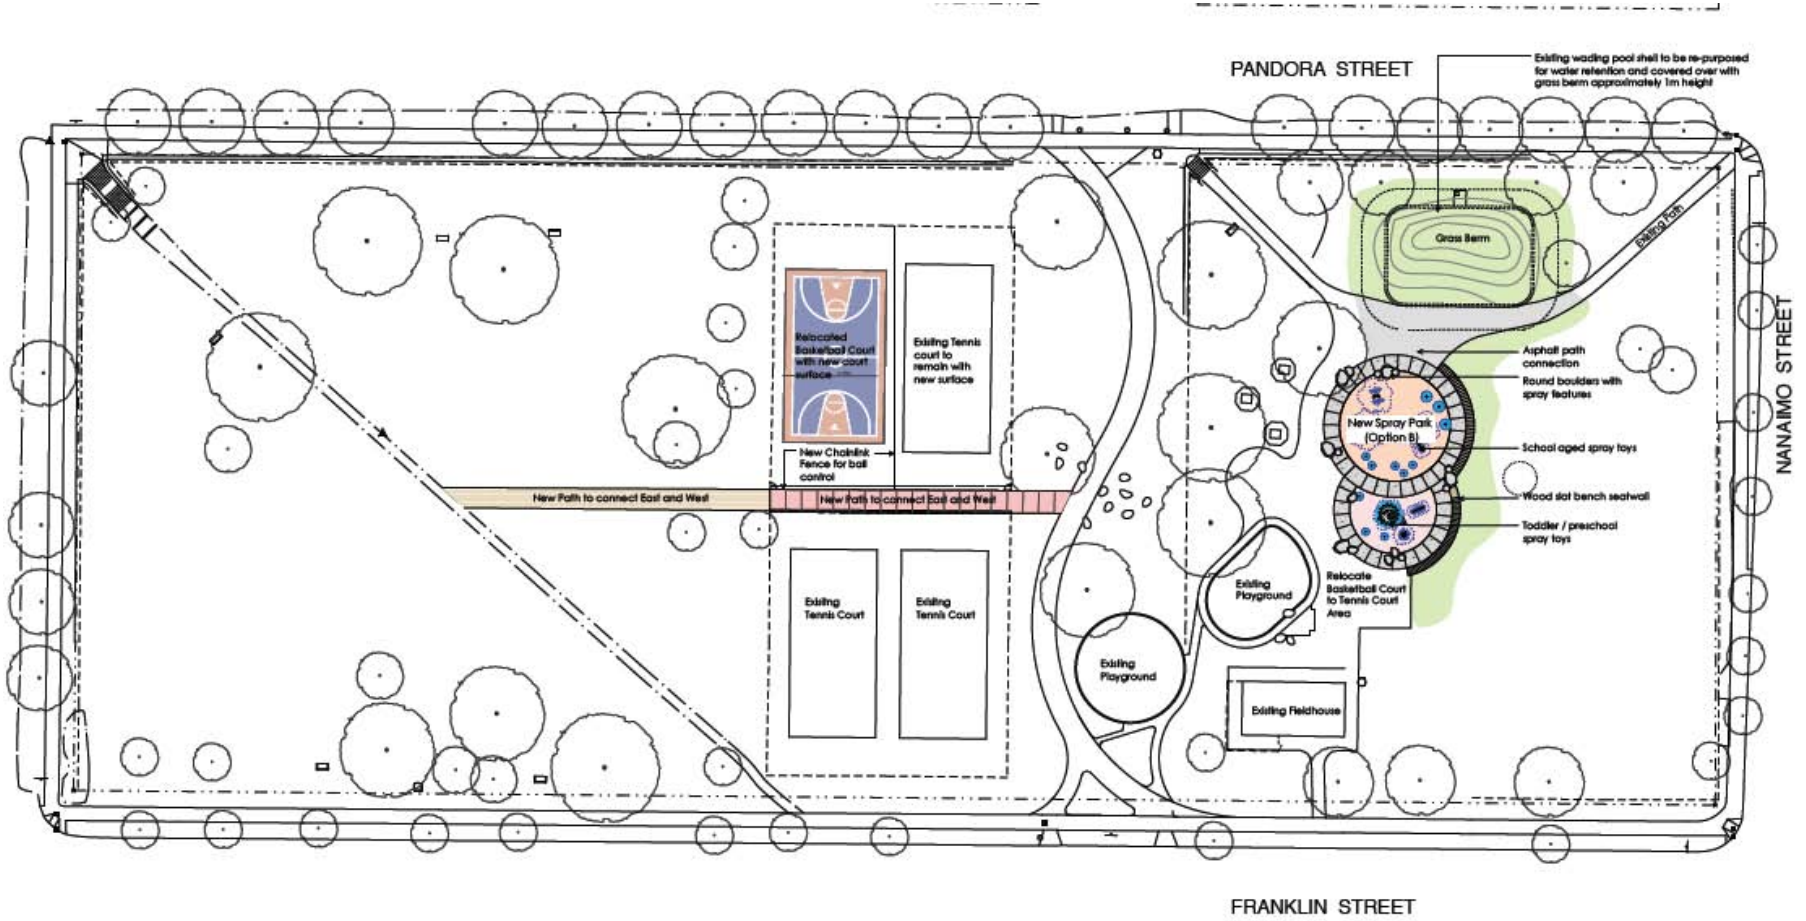 PANDORA STREET
Existing wading pool shell to be re-purposed
for water retention and covered over with
grass berm approximately 1m height
Grass Berm
Existing Path
NANAIMO STREET
Relocated
Basketball Court
with new court
surface
Existing Tennis
court to
remain with
new surface
Asphalt path
connection
Round boulders with
spray features
New Spray Park
(Option B)
School aged spray toys
New Chainlink
Fence for ball
control
Wood slat bench seatwall
New Path to connect East and West
New Path to connect East and West
Toddler / preschool
spray toys
Existing
Playground
Relocate
Basketball Court
to Tennis Court
Area
Existing
Tennis Court
Existing
Tennis Court
Existing
Playground
Existing Fieldhouse
FRANKLIN STREET